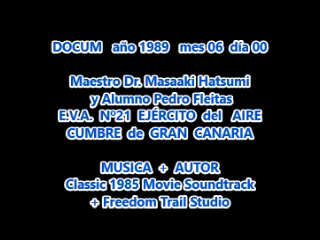 DOCUM año 1989 mes 06 día 00
Maestro Dr. Masaaki Hatsumi
y Alumno Pedro Fleitas
E.V.A. Nº21 EJÉRCITO del AIRE
CUMBRE de GRAN CANARIA
MUSICA + AUTOR
Classic 1985 Movie Soundtrack
+ Freedom Trail Studio